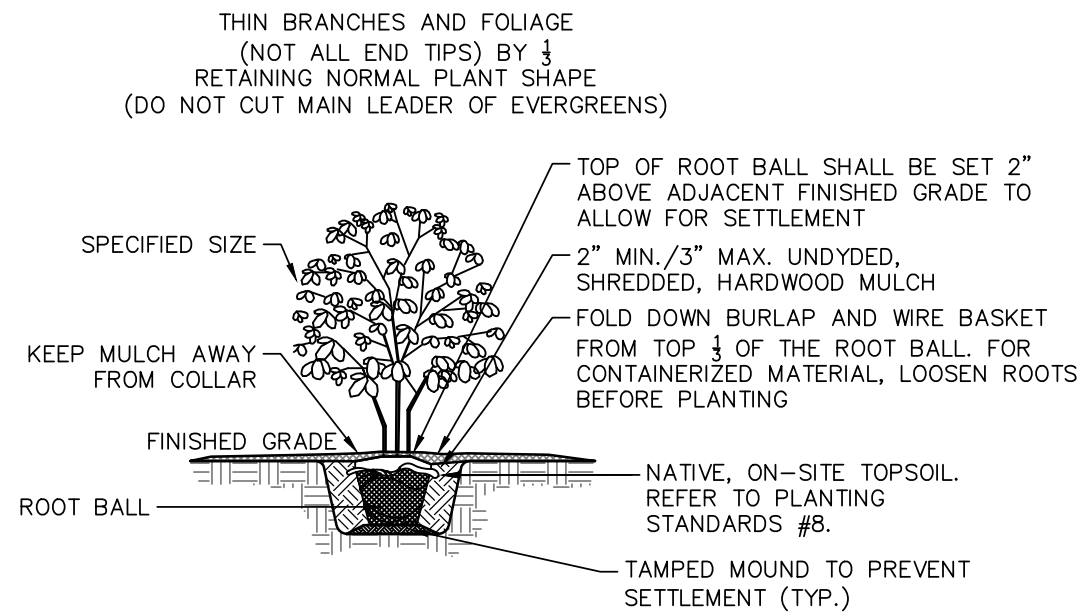 THIN BRANCHES AND FOLIAGE
(NOT ALL END TIPS) BY 1/3
RETAINING NORMAL PLANT SHAPE
(DO NOT CUT MAIN LEADER OF EVERGREENS)
TOP OF ROOT BALL SHALL BE SET 2”
ABOVE ADJACENT FINISHED GRADE TO
ALLOW FOR SETTLEMENT
SPECIFIED SIZE
2” MIN./3” MAX. UNDYDED,
SHREDDED, HARDWOOD MULCH
FOLD DOWN BURLAP AND WIRE BASKET
FROM TOP 1/3 OF THE ROOT BALL. FOR
CONTAINERIZED MATERIAL, LOOSEN ROOTS
BEFORE PLANTING
KEEP MULCH AWAY
FROM COLLAR
FINISHED GRADE
NATIVE, ON-SITE TOPSOIL.
REFER TO PLANTING
STANDARDS #8.
ROOT BALL
TAMPED MOUND TO PREVENT
SETTLEMENT (TYP.)